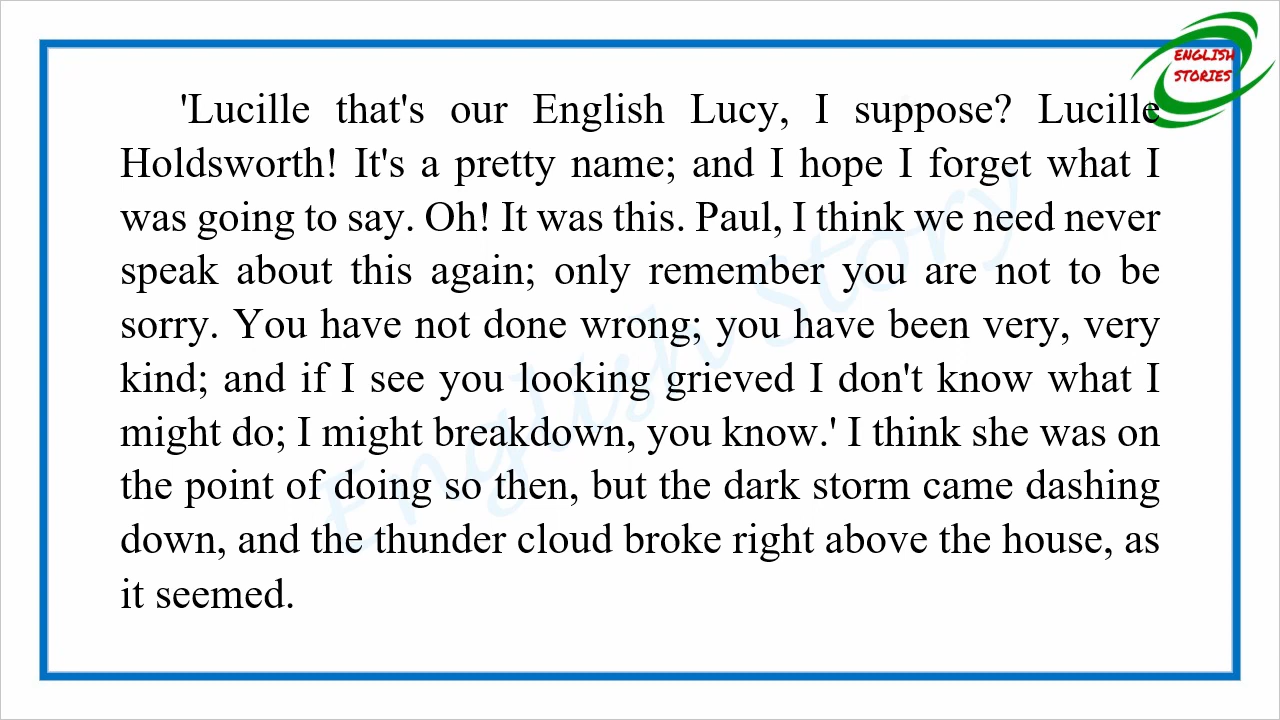 ENGLISH
STORIES
'Lucille that's our English Lucy, I suppose? Lucille
Holdsworth! It's a pretty name; and I hope I forget what I
was going to say. Oh! It was this. Paul, I think we need never
speak about this again; only remember you are not to be
sorry. You have not done wrong; you have been very, very
kind; and if I see you looking grieved I don't know what I
might do; I might breakdown, you know.' I think she was on
the point of doing so then, but the dark storm came dashing
down, and the thunder cloud broke right above the house, as
it seemed.
English Story